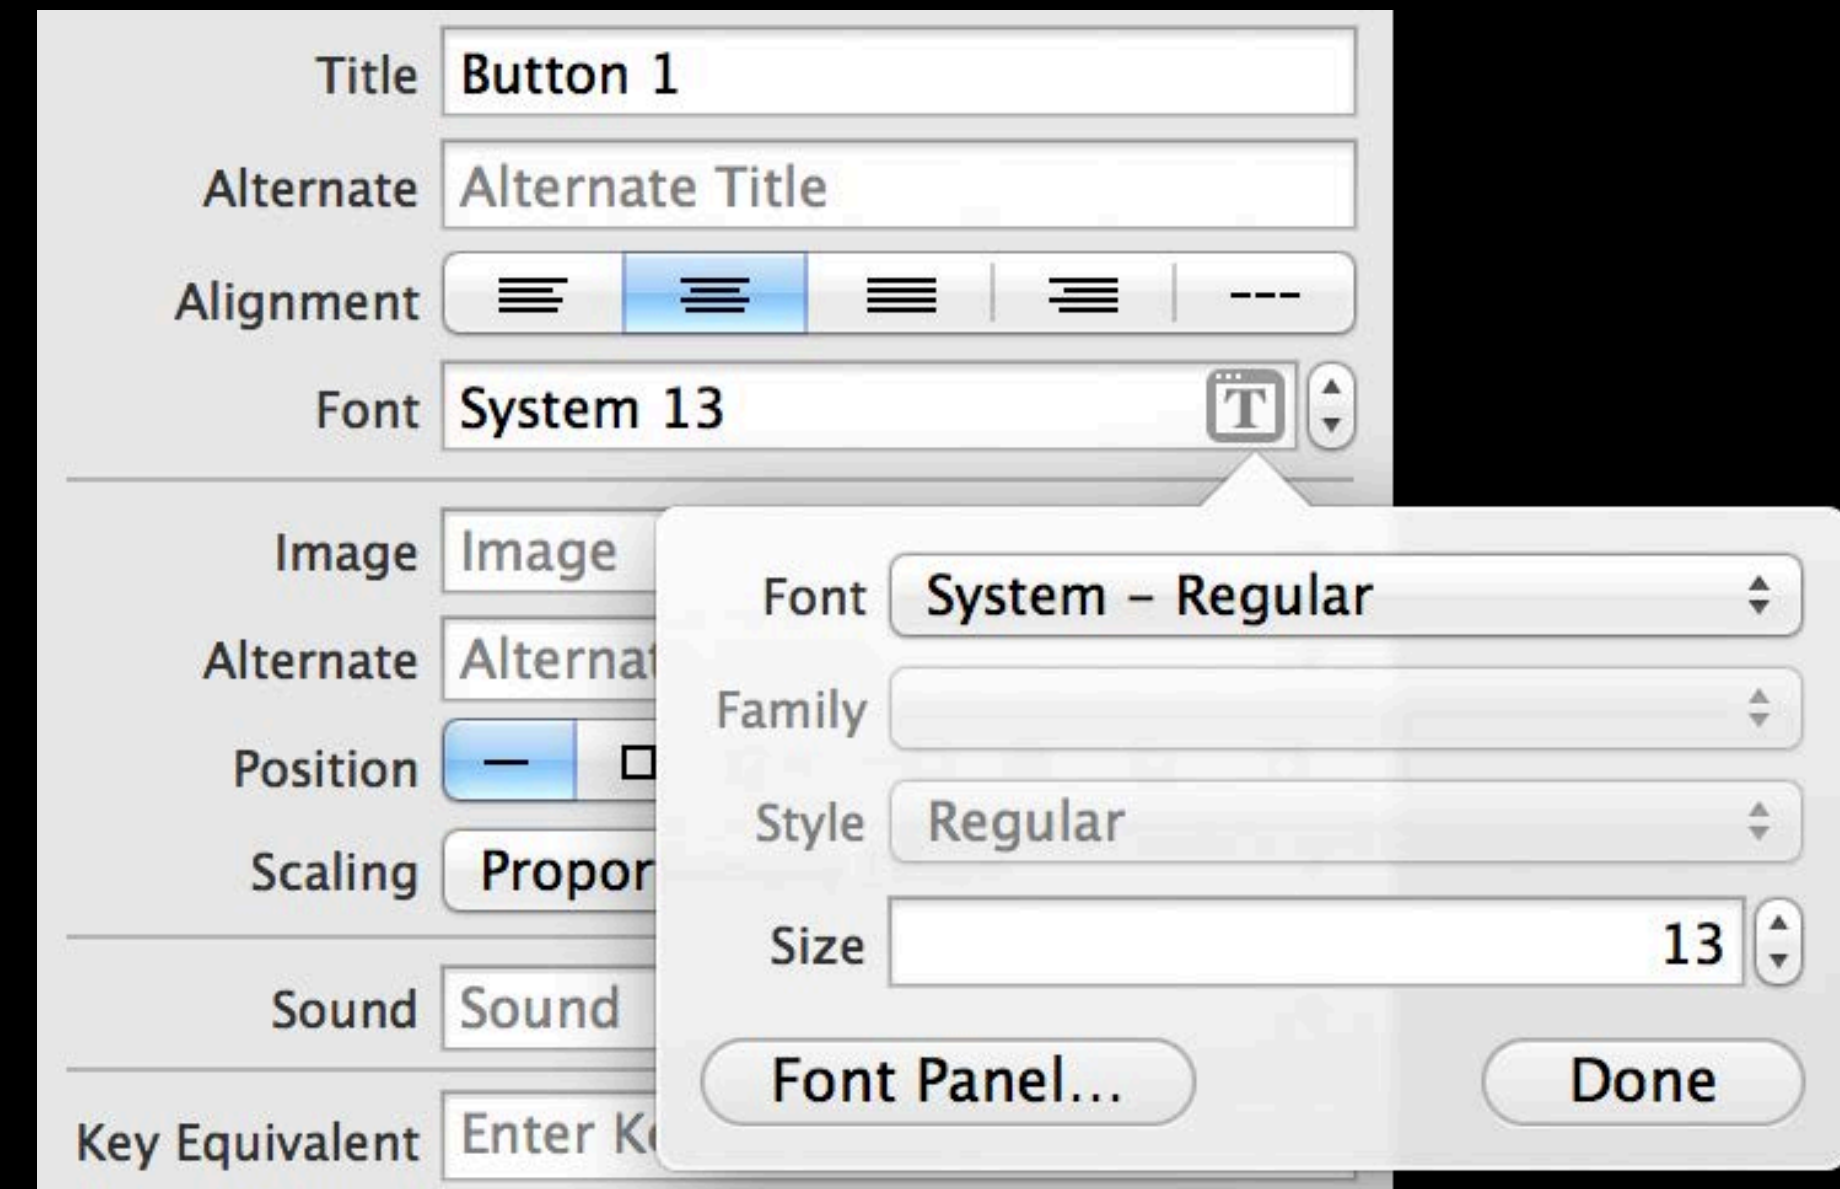 Title Button 1
Alternate Alternate Title
Alignment
Font System 13
T
Image Image
Alternate
Position
Scaling
Sound Sound
Key Equivalent Enter
Font System – Regular
Family
Style Regular
Size 13
Font Panel... Done